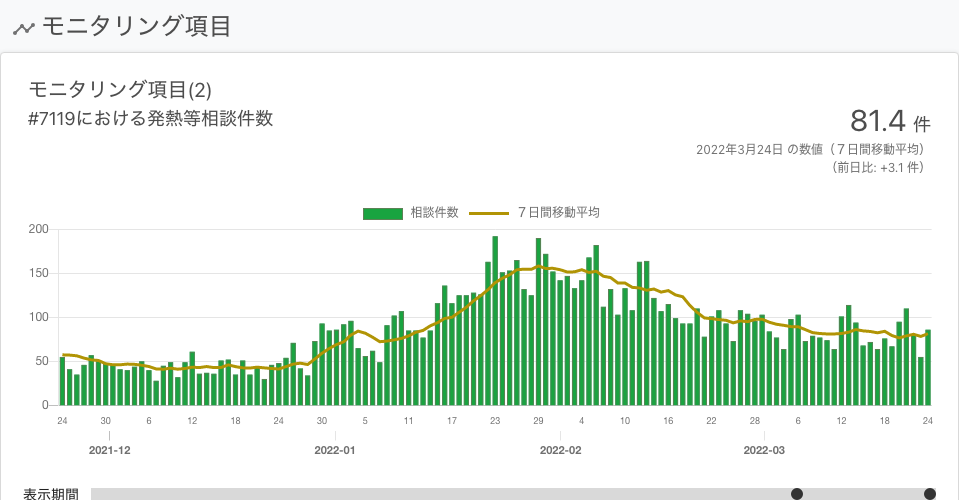 モニタリング項目
モニタリング項目(2)
#7119における発熱等相談件数
81.4 件
2022年3月24日 の数値（７日間移動平均）
（前日比: +3.1 件）
相談件数 ７日間移動平均
200
150
100
50
0
24 30 6 12 18 24 30 5 11 17 23 29 4 10 16 22 28 6 12 18 24
2021-12 2022-01 2022-02 2022-03
表示期間